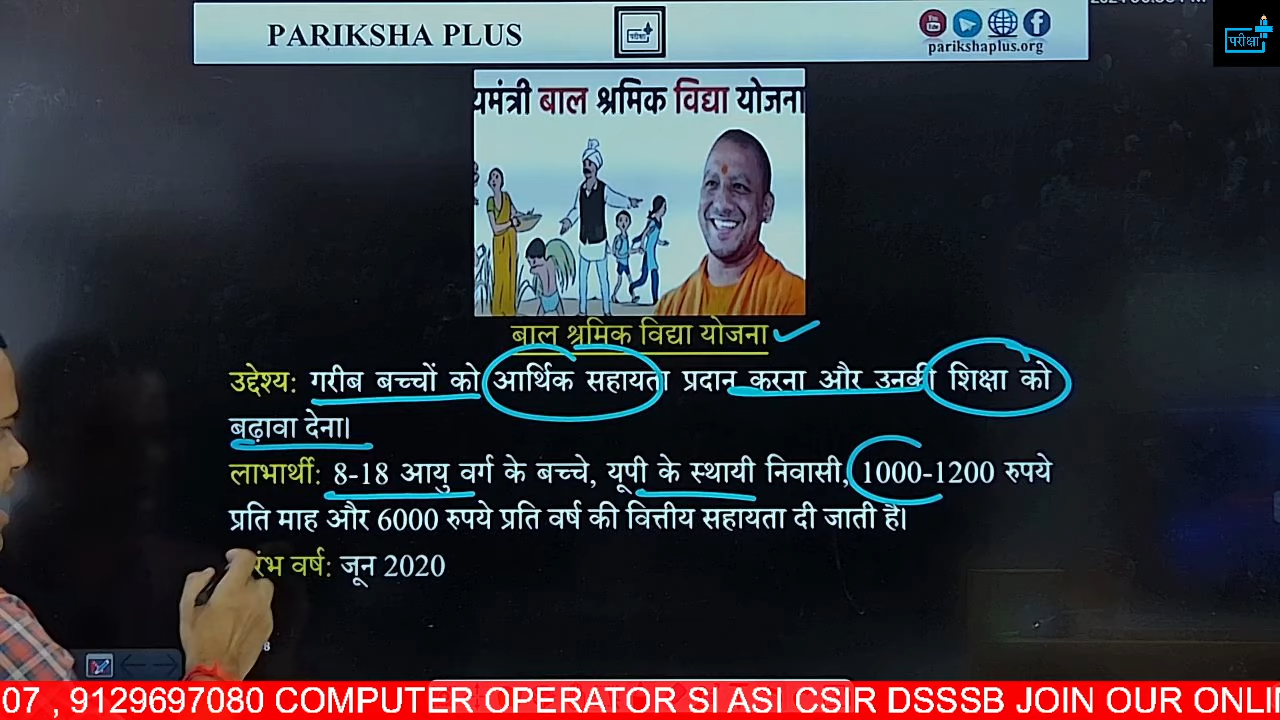 PARIKSHA PLUS
परीक्षा
parikshaplus.org
परीक्षा
यमंत्री बाल श्रमिक विद्या योजना
बाल श्रमिक विद्या योजना
उद्देश्य: गरीब बच्चों को आर्थिक सहायता प्रदान करना और उनकी शिक्षा को
बढ़ावा देना।
लाभार्थी: 8-18 आयु वर्ग के बच्चे, यूपी के स्थायी निवासी, 1000-1200 रुपये
प्रति माह और 6000 रुपये प्रति वर्ष की वित्तीय सहायता दी जाती है।
रंभ वर्ष: जून 2020
07 , 9129697080 COMPUTER OPERATOR SI ASI CSIR DSSSB JOIN OUR ONLI